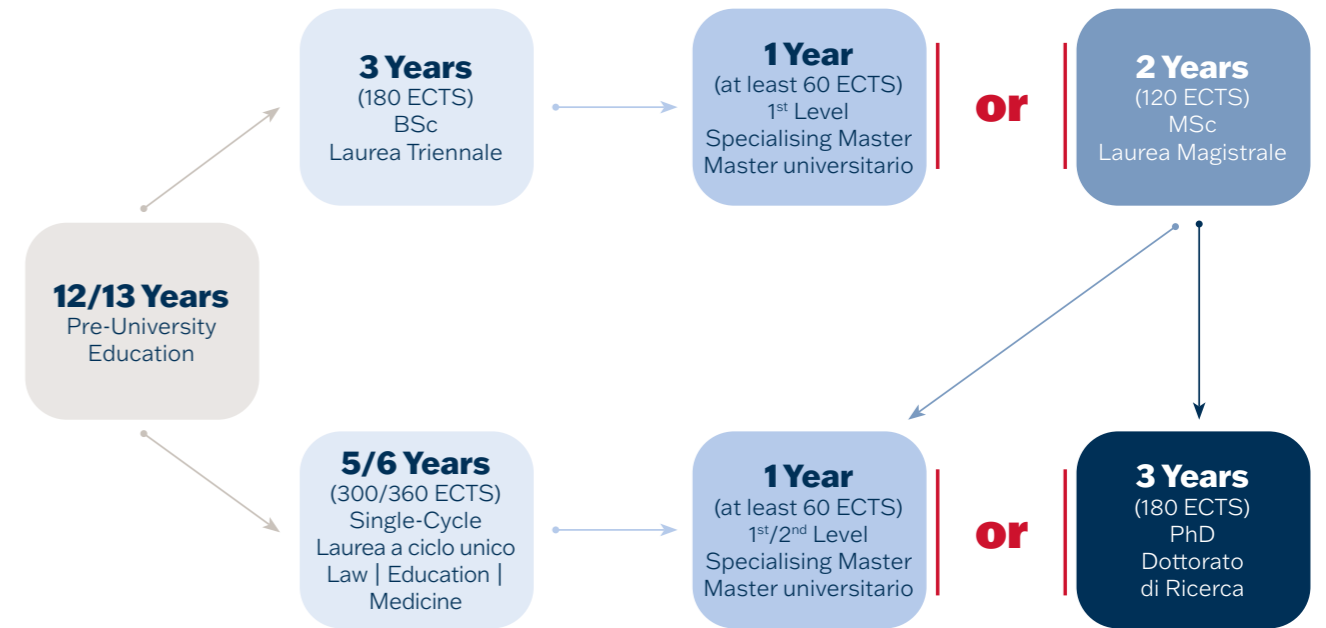 3 Years
(180 ECTS)
BSc
Laurea Triennale
1 Year
(at least 60 ECTS)
1st Level
Specialising Master
Master universitario
or
2 Years
(120 ECTS)
MSc
Laurea Magistrale
12/13 Years
Pre-University
Education
5/6 Years
(300/360 ECTS)
Single-Cycle
Laurea a ciclo unico
Law | Education |
Medicine
1 Year
(at least 60 ECTS)
1st/2nd Level
Specialising Master
Master universitario
or
3 Years
(180 ECTS)
PhD
Dottorato
di Ricerca